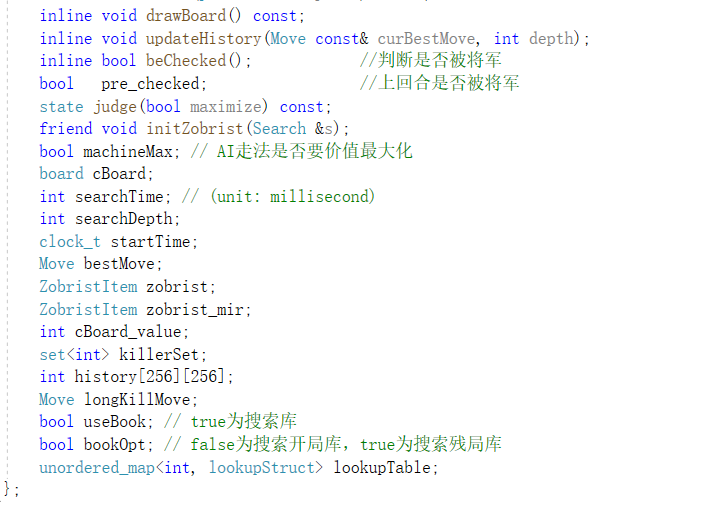 inline void drawBoard() const;
inline void updateHistory(Move const& curBestMove, int depth);
inline bool beChecked();           //判断是否被将军
bool   pre_checked;                //上回合是否被将军
state judge(bool maximize) const;
friend void initZobrist(Search &s);
bool machineMax; // AI走法是否要价值最大化
board cBoard;
int searchTime; // (unit: millisecond)
int searchDepth;
clock_t startTime;
Move bestMove;
ZobristItem zobrist;
ZobristItem zobrist_mir;
int cBoard_value;
set<int> killerSet;
int history[256][256];
Move longKillMove;
bool useBook; // true为搜索库
bool bookOpt; // false为搜索开局库，true为搜索残局库
unordered_map<int, lookupStruct> lookupTable;
};